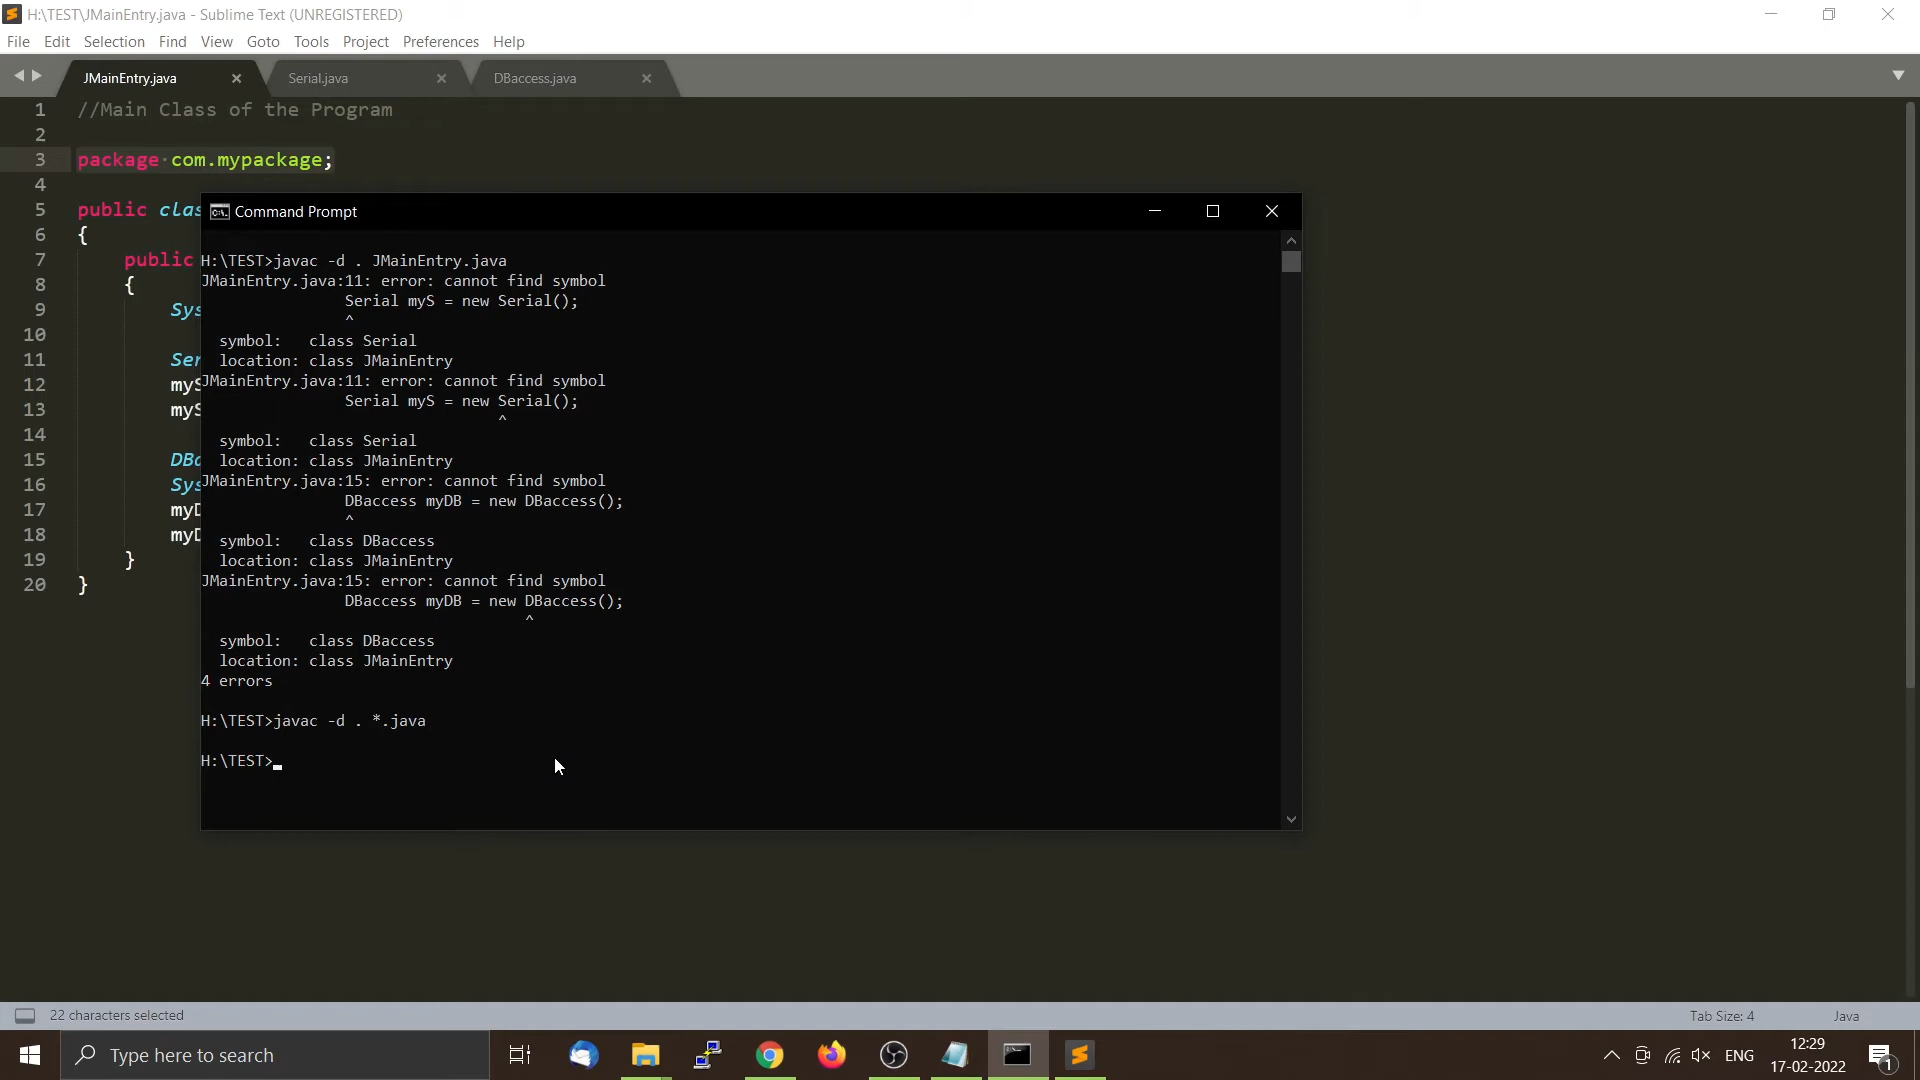 H:\TEST\JMainEntry.java - Sublime Text (UNREGISTERED)
File Edit Selection Find View Goto Tools Project Preferences Help
JMainEntry.java Serial.java DBaccess.java
1 //Main Class of the Program
2
3 package com.mypackage;
4
5 public clas
6 {
7 public
8 {
9 Sys
10
11 Ser
12 myS
13 myS
14
15 DBa
16 Sys
17 myD
18 myD
19 }
20 }
Command Prompt
H:\TEST>javac -d . JMainEntry.java
JMainEntry.java:11: error: cannot find symbol
Serial myS = new Serial();
^
symbol: class Serial
location: class JMainEntry
JMainEntry.java:11: error: cannot find symbol
Serial myS = new Serial();
^
symbol: class Serial
location: class JMainEntry
JMainEntry.java:15: error: cannot find symbol
DBaccess myDB = new DBaccess();
^
symbol: class DBaccess
location: class JMainEntry
JMainEntry.java:15: error: cannot find symbol
DBaccess myDB = new DBaccess();
^
symbol: class DBaccess
location: class JMainEntry
4 errors
H:\TEST>javac -d . *.java
H:\TEST>
22 characters selected Tab Size: 4 Java
Type here to search ENG 12:29
17-02-2022 1